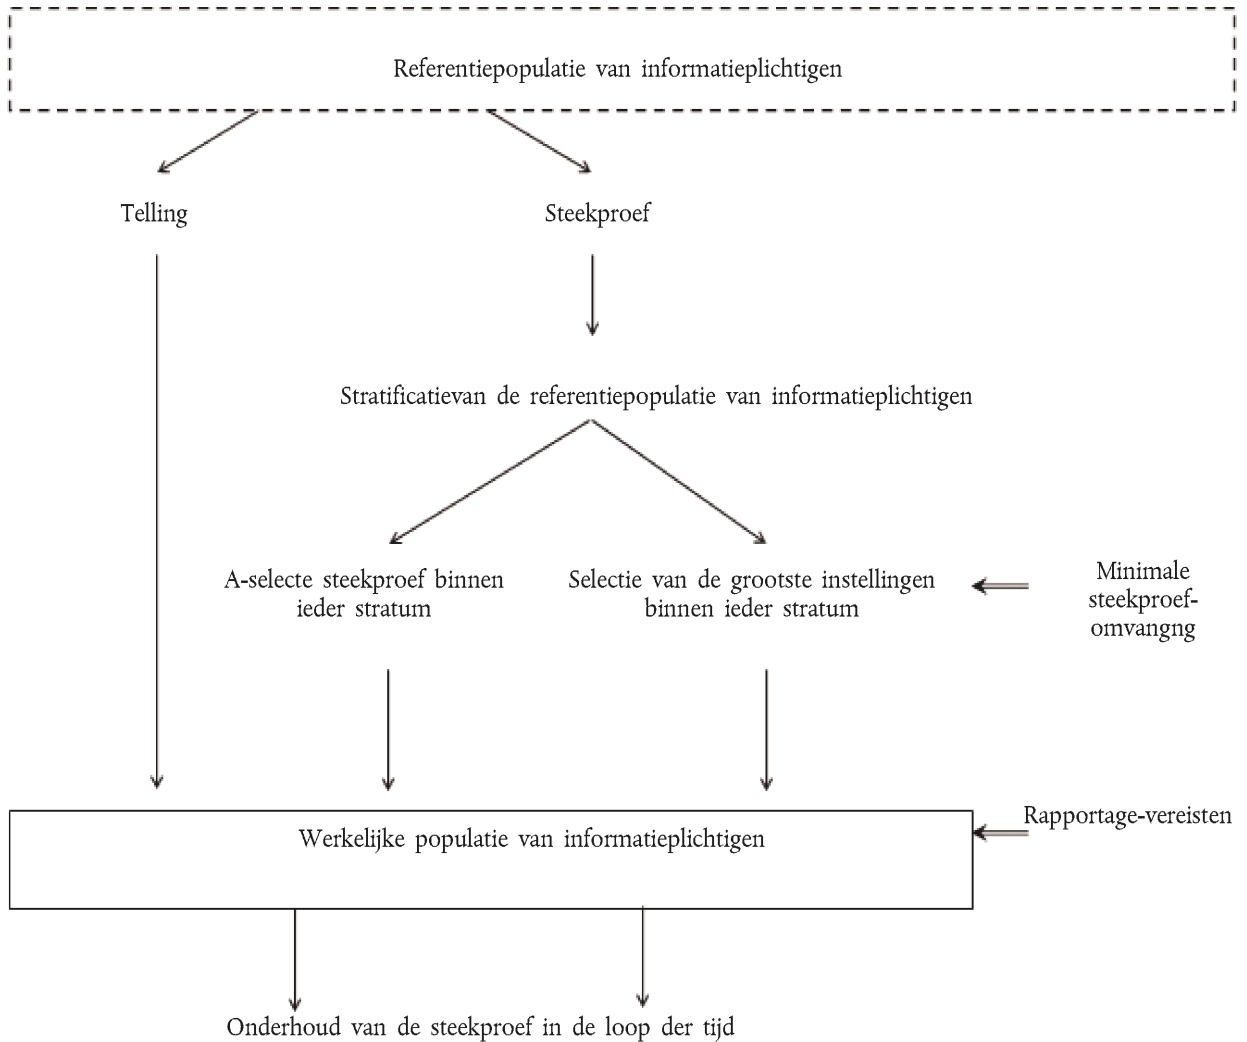 Referentiepopulatie van informatieplichtigen
Telling
Steekproef
Stratificatievan de referentiepopulatie van informatieplichtigen
A-selecte steekproef binnen
ieder stratum
Selectie van de grootste instellingen
binnen ieder stratum
Minimale
steekproef-
omvangng
Rapportage-vereisten
Werkelijke populatie van informatieplichtigen
Onderhoud van de steekproef in de loop der tijd